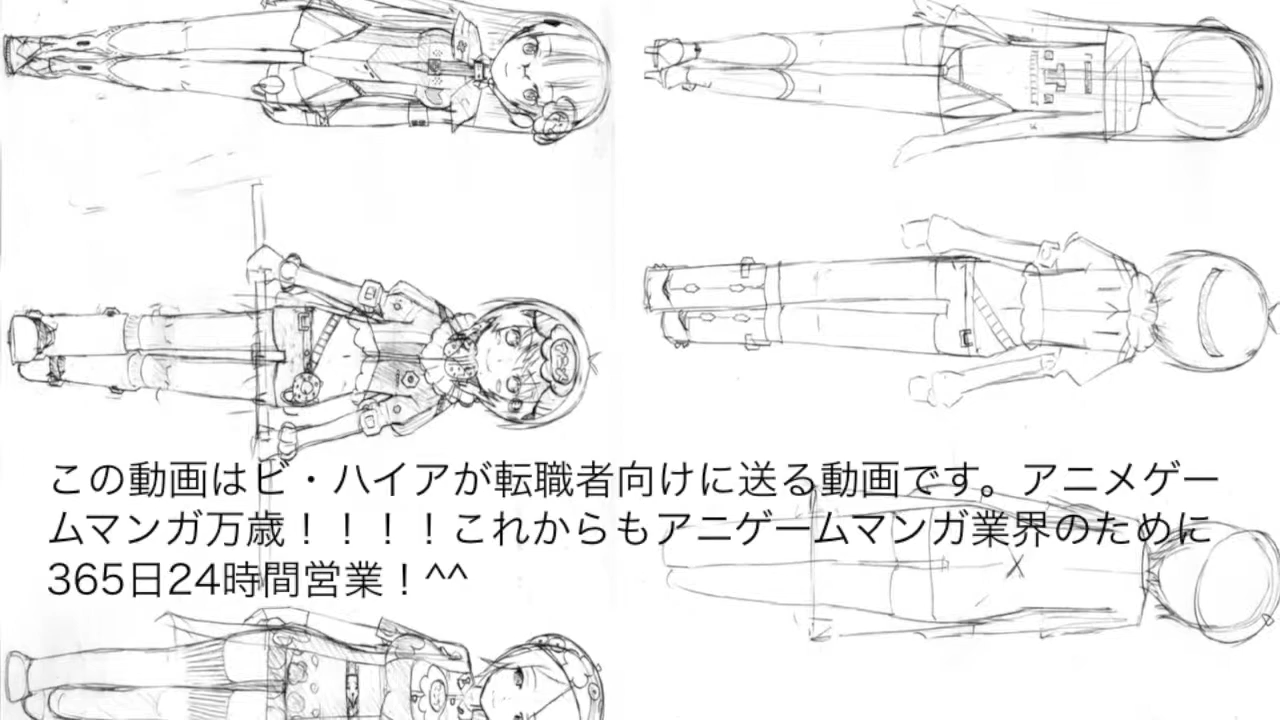 この動画はビ・ハイアが転職者向けに送る動画です。アニメゲー
ムマンガ万歳！！！！これからもアニゲームマンガ業界のために
365日24時間営業！^^